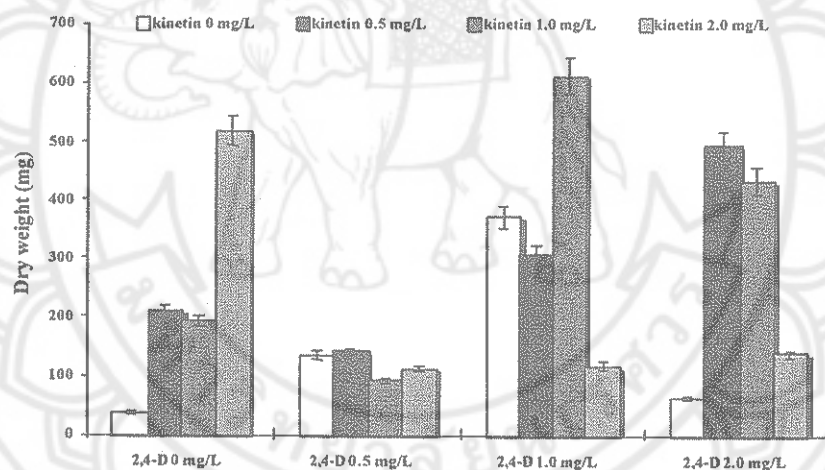 700
kinetin 0 mg/L kinetin 0.5 mg/L kinetin 1.0 mg/L kinetin 2.0 mg/L
600
500
400
300
200
100
0
Dry weight (mg)
2,4-D 0 mg/L 2,4-D 0.5 mg/L 2,4-D 1.0 mg/L 2,4-D 2.0 mg/L